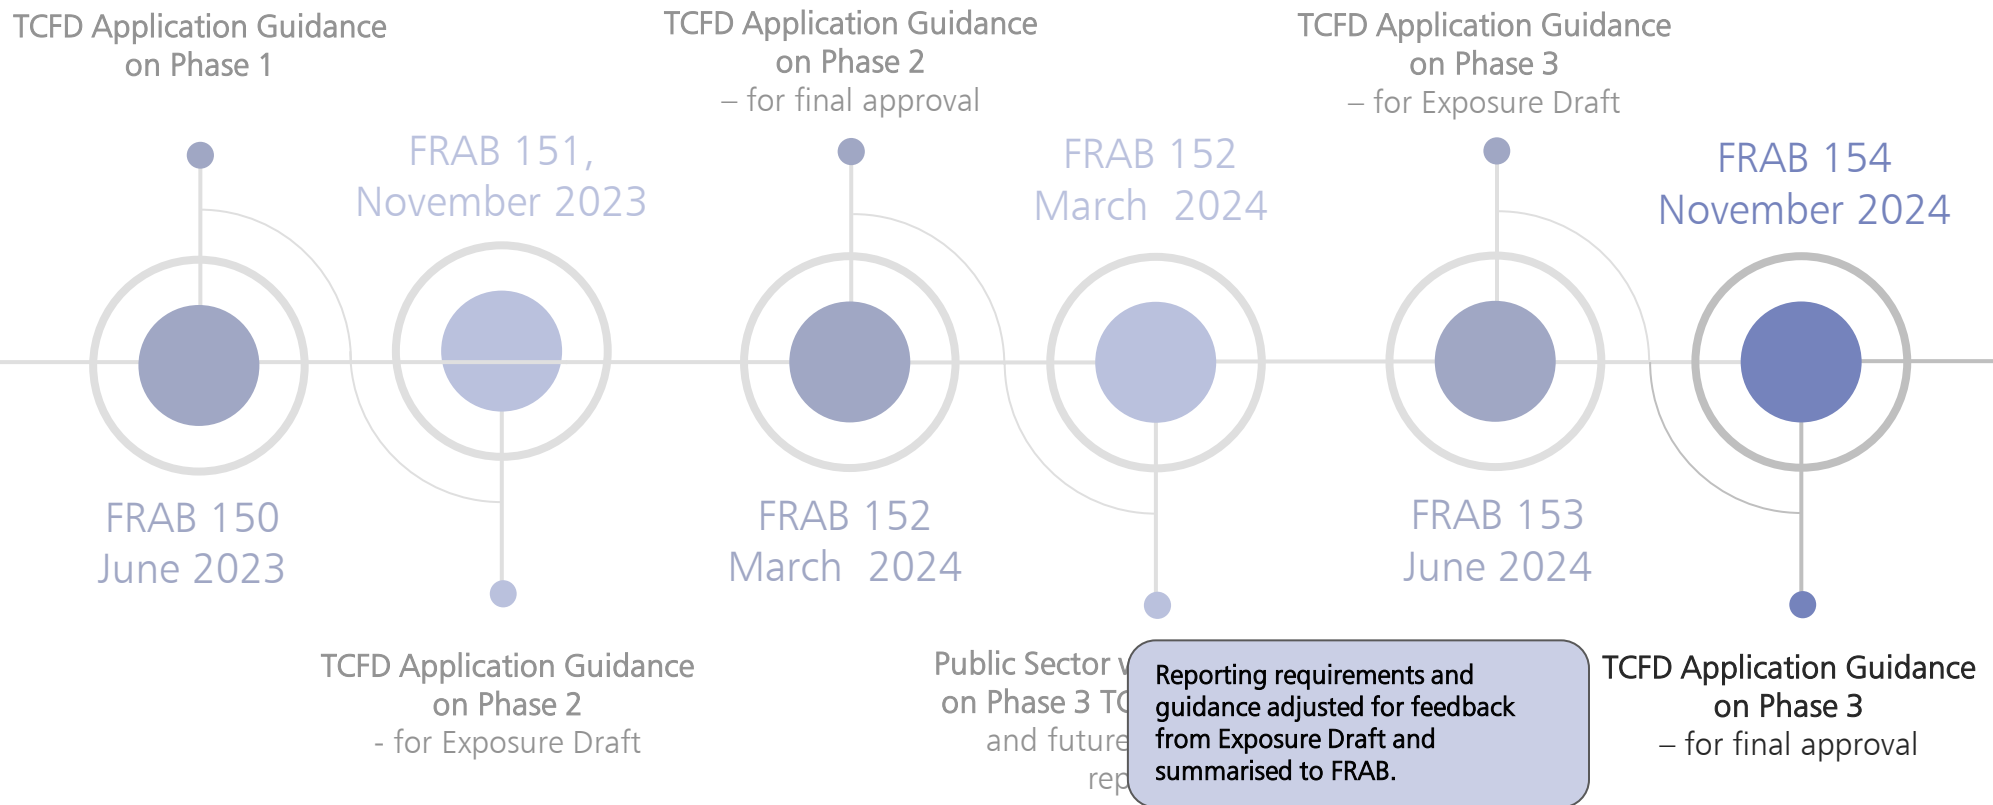 TCFD Application Guidance
on Phase 1
FRAB 150
June 2023
FRAB 151,
November 2023
TCFD Application Guidance
on Phase 2
- for Exposure Draft
TCFD Application Guidance
on Phase 2
– for final approval
FRAB 152
March 2024
FRAB 152
March 2024
Public Sector
on Phase 3
and future
TCFD Application Guidance
on Phase 3
– for Exposure Draft
FRAB 153
June 2024
Reporting requirements and
guidance adjusted for feedback
from Exposure Draft and
summarised to FRAB.
FRAB 154
November 2024
TCFD Application Guidance
on Phase 3
– for final approval